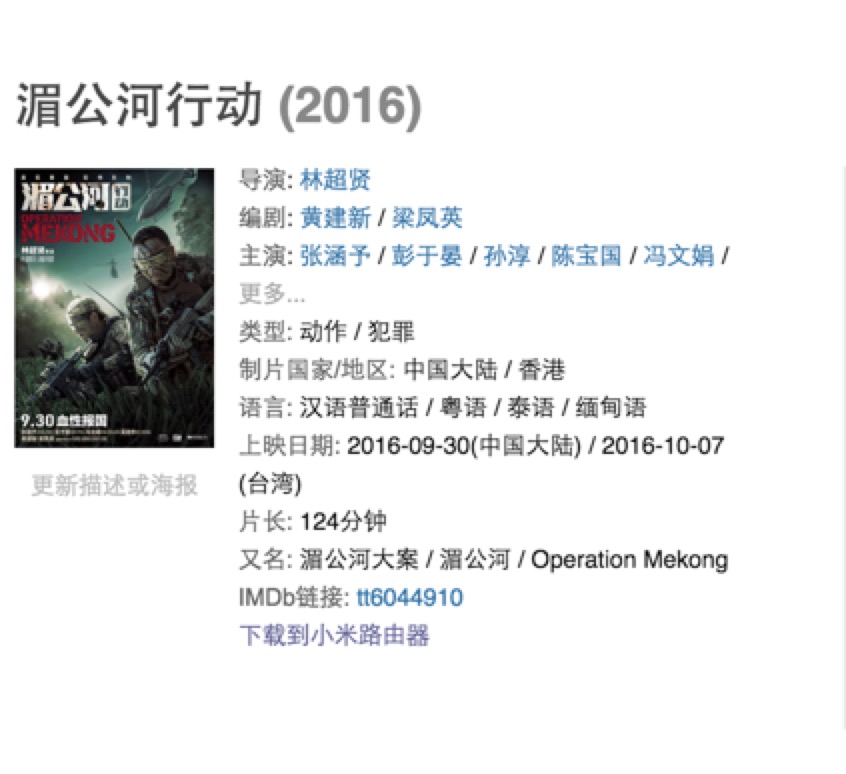 湄公河行动 (2016)
湄公河行动
OPERATION
MEKONG
9.30 血性报国
更新描述或海报
导演: 林超贤
编剧: 黄建新 / 梁凤英
主演: 张涵予 / 彭于晏 / 孙淳 / 陈宝国 / 冯文娟 /
更多...
类型: 动作 / 犯罪
制片国家/地区: 中国大陆 / 香港
语言: 汉语普通话 / 粤语 / 泰语 / 缅甸语
上映日期: 2016-09-30(中国大陆) / 2016-10-07
(台湾)
片长: 124分钟
又名: 湄公河大案 / 湄公河 / Operation Mekong
IMDb链接: tt6044910
下载到小米路由器